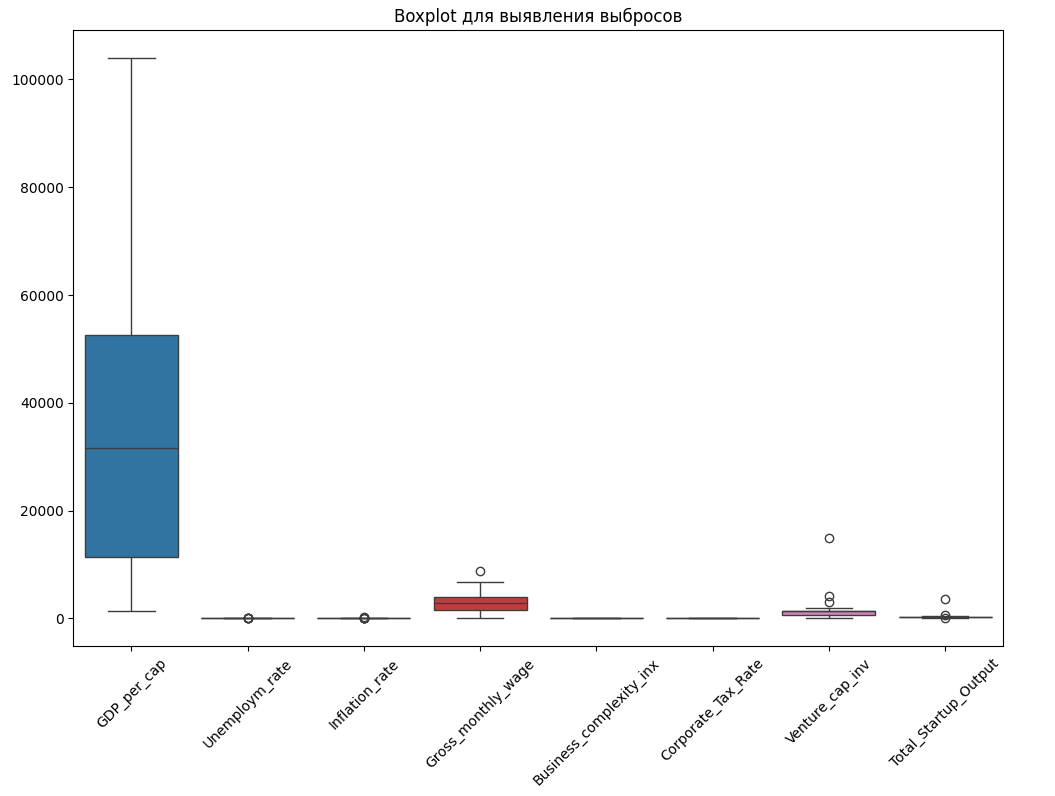 Boxplot для выявления выбросов
100000
80000
60000
40000
20000
0
GDP_per_cap
Unemploym_rate
Inflation_rate
Gross_monthly_wage
Business_complexity_inx
Corporate_Tax_Rate
Venture_cap_inv
Total_Startup_Output